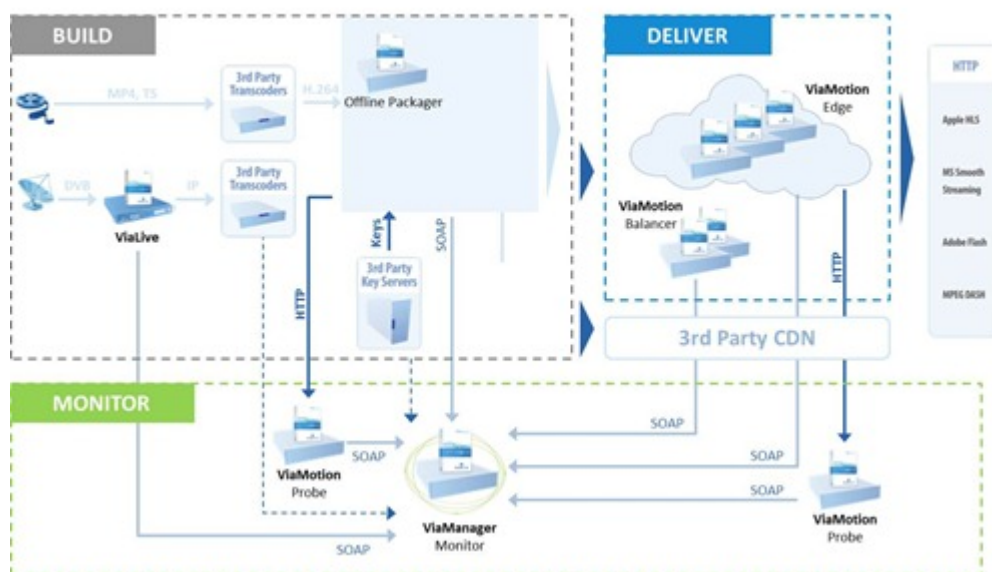 BUILD
MP4, TS
3rd Party
Transcoders
H.264
Offline Packager
DVB
ViaLive
IP
3rd Party
Transcoders
HTTP
Keys
3rd Party
Key Servers
SOAP
DELIVER
ViaMotion
Edge
ViaMotion
Balancer
HTTP
3rd Party CDN
HTTP
Apple HLS
MS Smooth
Streaming
Adobe Flash
MPEG DASH
MONITOR
ViaMotion
Probe
SOAP
SOAP
ViaManager
Monitor
SOAP
SOAP
SOAP
ViaMotion
Probe